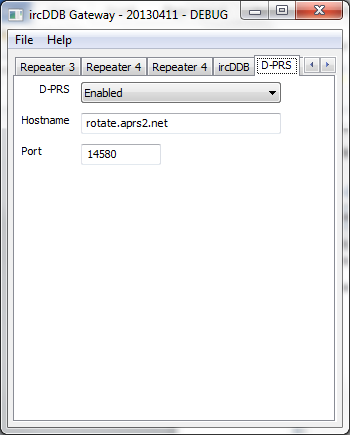 ircDDB Gateway - 20130411 - DEBUG
File Help
Repeater 3 Repeater 4 Repeater 4 ircDDB D-PRS
D-PRS Enabled
Hostname rotate.aprs2.net
Port 14580